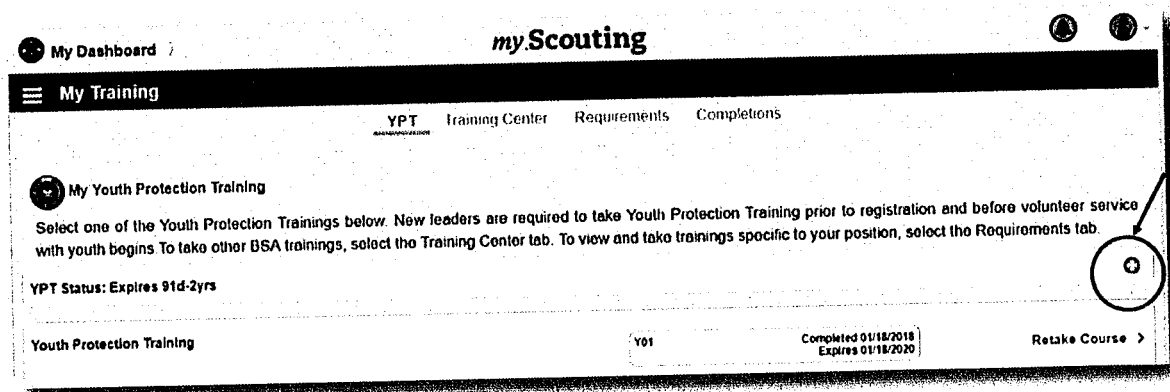 My Dashboard
my.Scouting
My Training
YPT Training Center Requirements Completions
My Youth Protection Training
Select one of the Youth Protection Trainings below. New leaders are required to take Youth Protection Training prior to registration and before volunteer service
with youth begins.To take other BSA trainings, select the Training Center tab. To view and take trainings specific to your position, select the Requirements tab.
YPT Status: Expires 91d-2yrs
Youth Protection Training Y01 Completed 01/18/2018 Retake Course >
Expires 01/18/2020